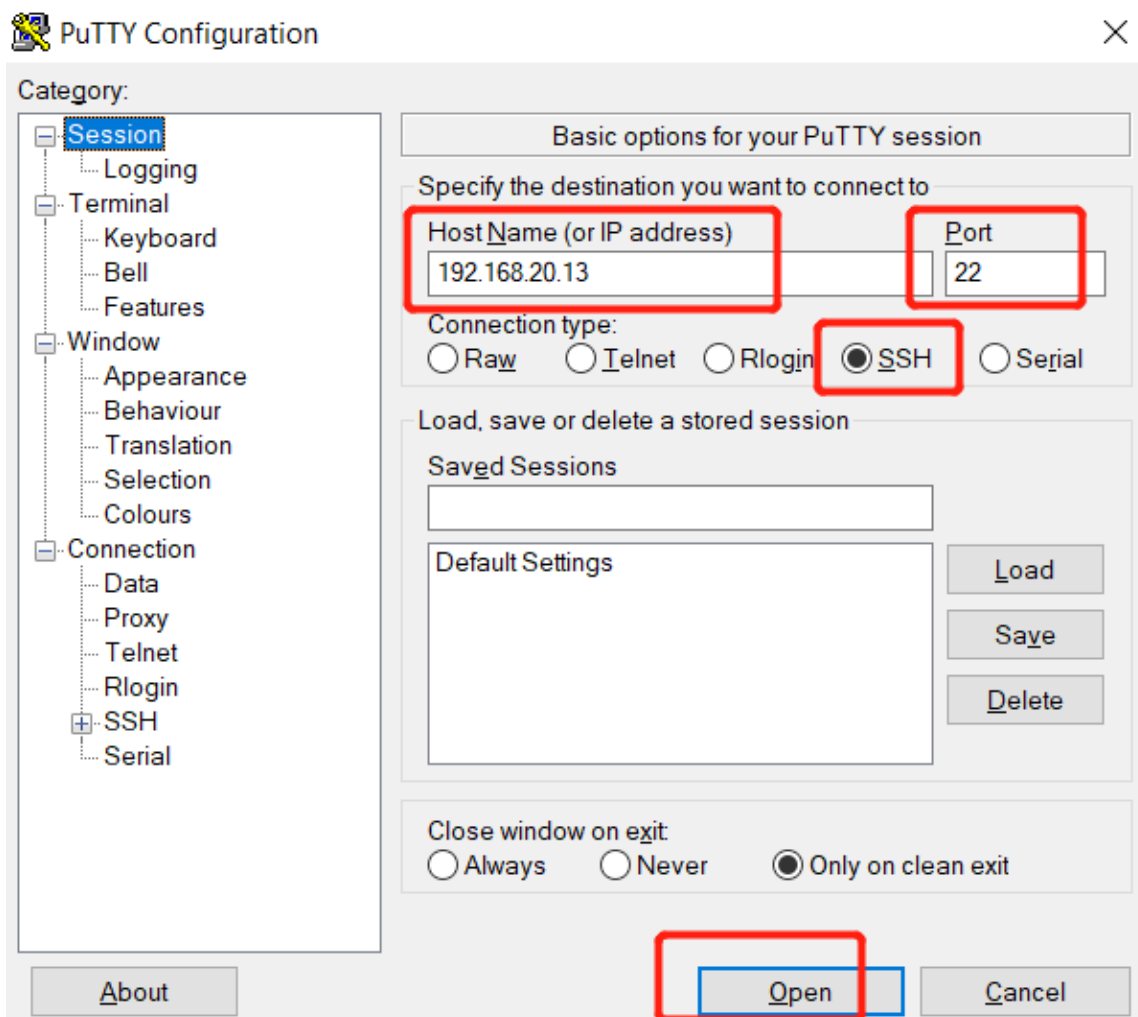 PuTTY Configuration
Category:
Session
Logging
Terminal
Keyboard
Bell
Features
Window
Appearance
Behaviour
Translation
Selection
Colours
Connection
Data
Proxy
Telnet
Rlogin
SSH
Serial
Basic options for your PuTTY session
Specify the destination you want to connect to
Host Name (or IP address) Port
192.168.20.13 22
Connection type:
Raw Telnet Rlogin SSH Serial
Load, save or delete a stored session
Saved Sessions
Default Settings
Load
Save
Delete
Close window on exit:
Always Never Only on clean exit
About Open Cancel